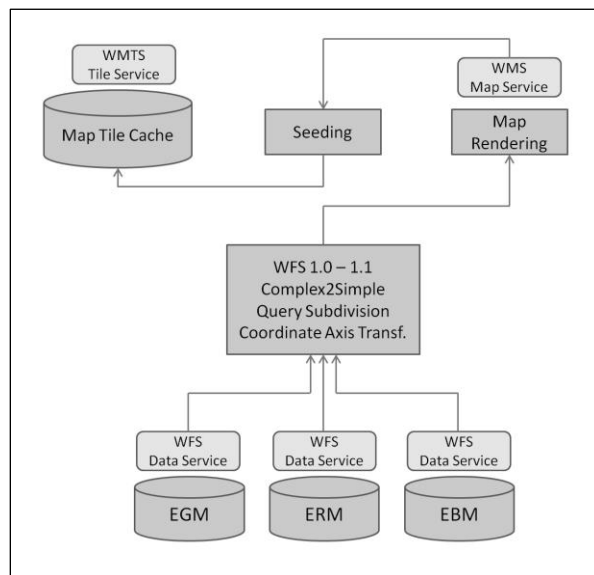 WMTS
Tile Service
Map Tile Cache
Seeding
WMS
Map Service
Map
Rendering
WFS 1.0 – 1.1
Complex2Simple
Query Subdivision
Coordinate Axis Transf.
WFS
Data Service
EGM
WFS
Data Service
ERM
WFS
Data Service
EBM